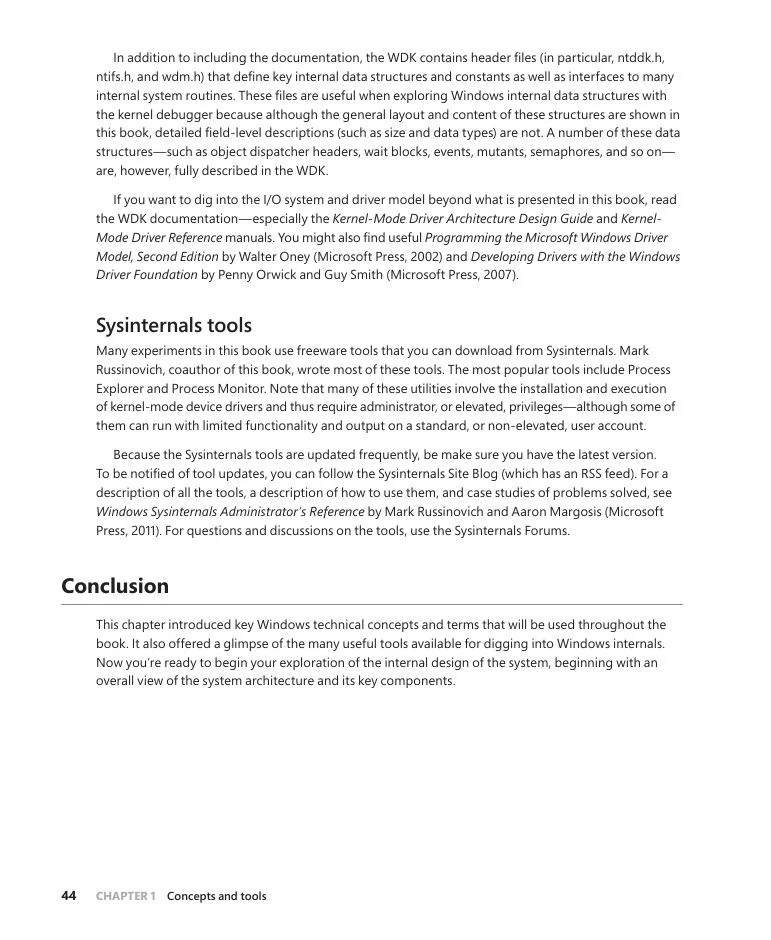 In addition to including the documentation, the WDK contains header files (in particular, ntddk.h,
ntifs.h, and wdm.h) that define key internal data structures and constants as well as interfaces to many
internal system routines. These files are useful when exploring Windows internal data structures with
the kernel debugger because although the general layout and content of these structures are shown in
this book, detailed field-level descriptions (such as size and data types) are not. A number of these data
structures—such as object dispatcher headers, wait blocks, events, mutants, semaphores, and so on—
are, however, fully described in the WDK.
If you want to dig into the I/O system and driver model beyond what is presented in this book, read
the WDK documentation—especially the Kernel-Mode Driver Architecture Design Guide and Kernel-
Mode Driver Reference manuals. You might also find useful Programming the Microsoft Windows Driver
Model, Second Edition by Walter Oney (Microsoft Press, 2002) and Developing Drivers with the Windows
Driver Foundation by Penny Orwick and Guy Smith (Microsoft Press, 2007).
Sysinternals tools
Many experiments in this book use freeware tools that you can download from Sysinternals. Mark
Russinovich, coauthor of this book, wrote most of these tools. The most popular tools include Process
Explorer and Process Monitor. Note that many of these utilities involve the installation and execution
of kernel-mode device drivers and thus require administrator, or elevated, privileges—although some of
them can run with limited functionality and output on a standard, or non-elevated, user account.
Because the Sysinternals tools are updated frequently, be make sure you have the latest version.
To be notified of tool updates, you can follow the Sysinternals Site Blog (which has an RSS feed). For a
description of all the tools, a description of how to use them, and case studies of problems solved, see
Windows Sysinternals Administrator's Reference by Mark Russinovich and Aaron Margosis (Microsoft
Press, 2011). For questions and discussions on the tools, use the Sysinternals Forums.
Conclusion
This chapter introduced key Windows technical concepts and terms that will be used throughout the
book. It also offered a glimpse of the many useful tools available for digging into Windows internals.
Now you're ready to begin your exploration of the internal design of the system, beginning with an
overall view of the system architecture and its key components.
44 CHAPTER 1 Concepts and tools